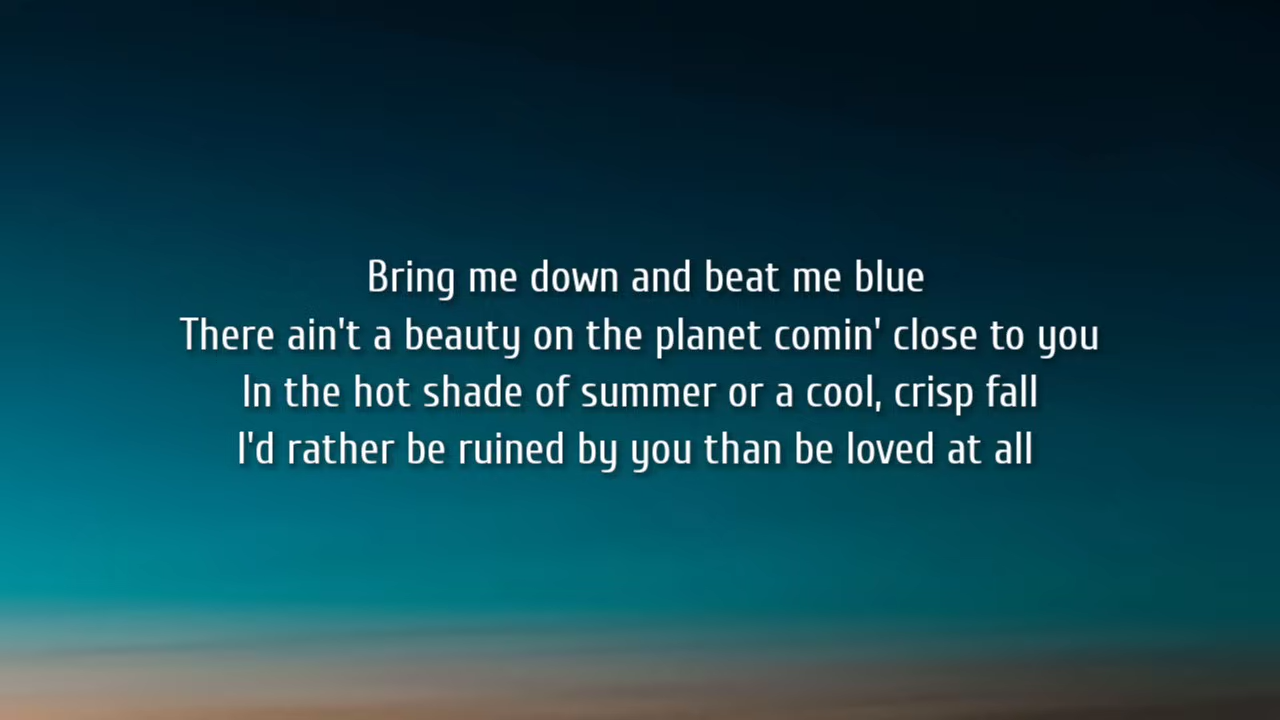 Bring me down and beat me blue
There ain't a beauty on the planet comin' close to you
In the hot shade of summer or a cool, crisp fall
I'd rather be ruined by you than be loved at all